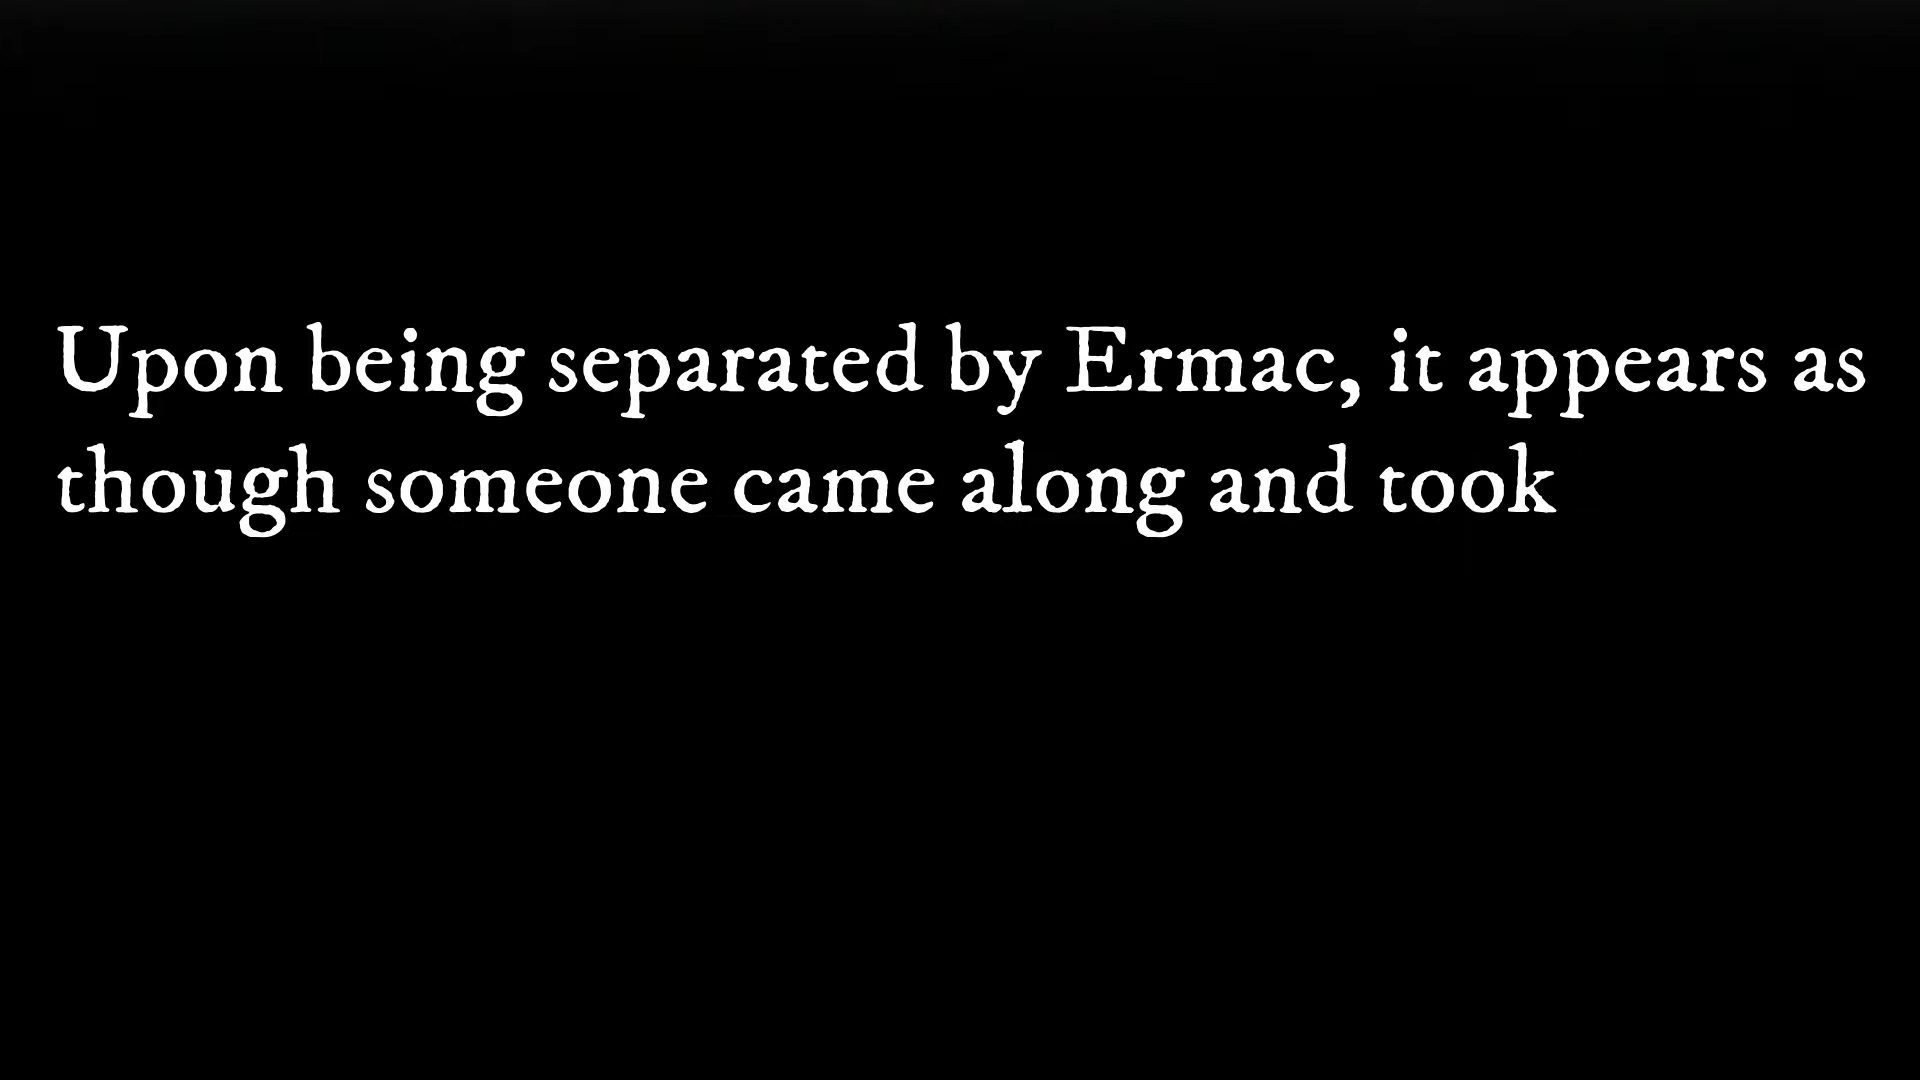 Upon being separated by Ermac, it appears as
though someone came along and took